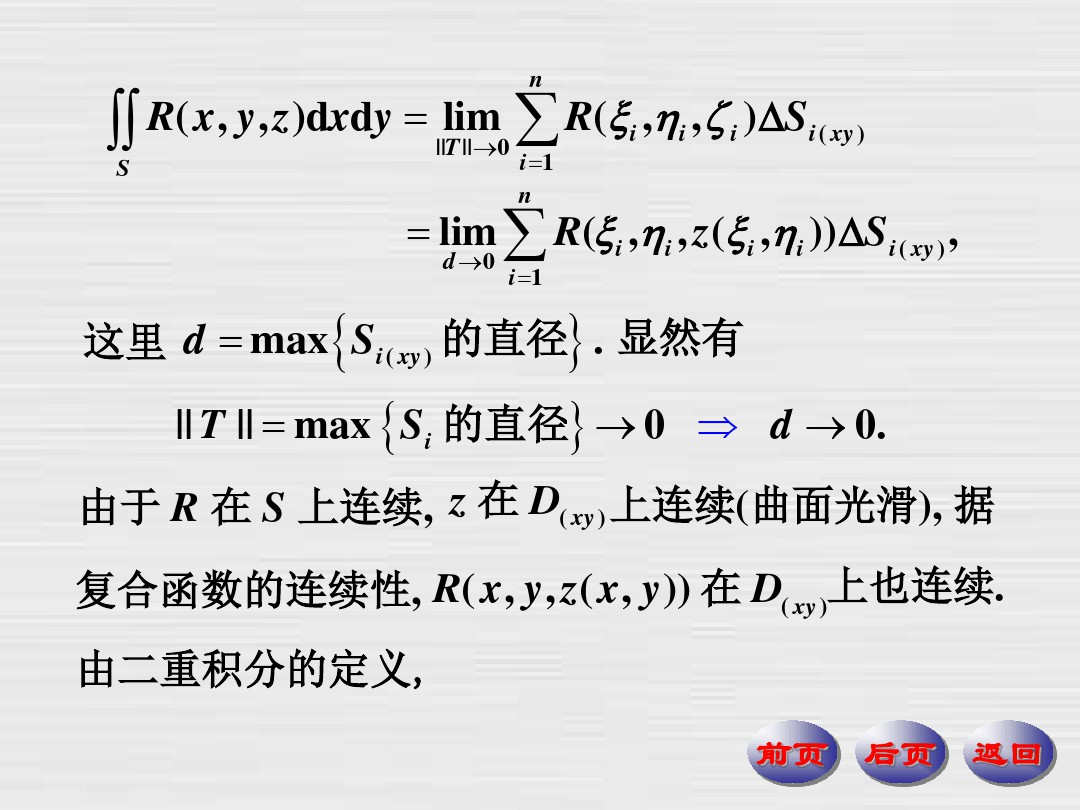 ∬_S R(x, y, z)dxdy = lim_{||T||→0} ∑_{i=1}^{n} R(ξ_i, η_i, ζ_i)ΔS_{i(xy)}
= lim_{d→0} ∑_{i=1}^{n} R(ξ_i, η_i, z(ξ_i, η_i))ΔS_{i(xy)},
这里 d = max{S_{i(xy)} 的直径}. 显然有
||T|| = max {S_i 的直径} → 0 ⇒ d → 0.
由于 R 在 S 上连续, z 在 D_{(xy)} 上连续(曲面光滑), 据
复合函数的连续性, R(x, y, z(x, y)) 在 D_{(xy)} 上也连续.
由二重积分的定义,
前页 后页 返回